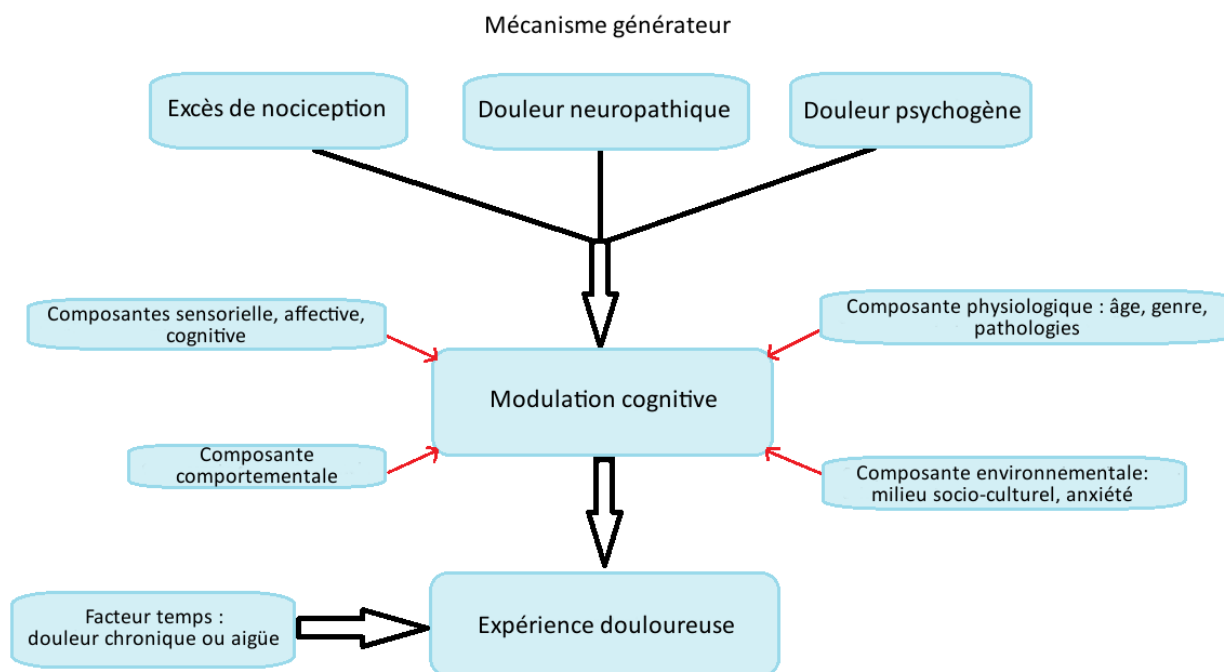 Mécanisme générateur
Excès de nociception
Douleur neuropathique
Douleur psychogène
Composantes sensorielle, affective,
cognitive
Composante physiologique : âge, genre,
pathologies
Modulation cognitive
Composante
comportementale
Composante environnementale:
milieu socio-culturel, anxiété
Facteur temps :
douleur chronique ou aigüe
Expérience douloureuse